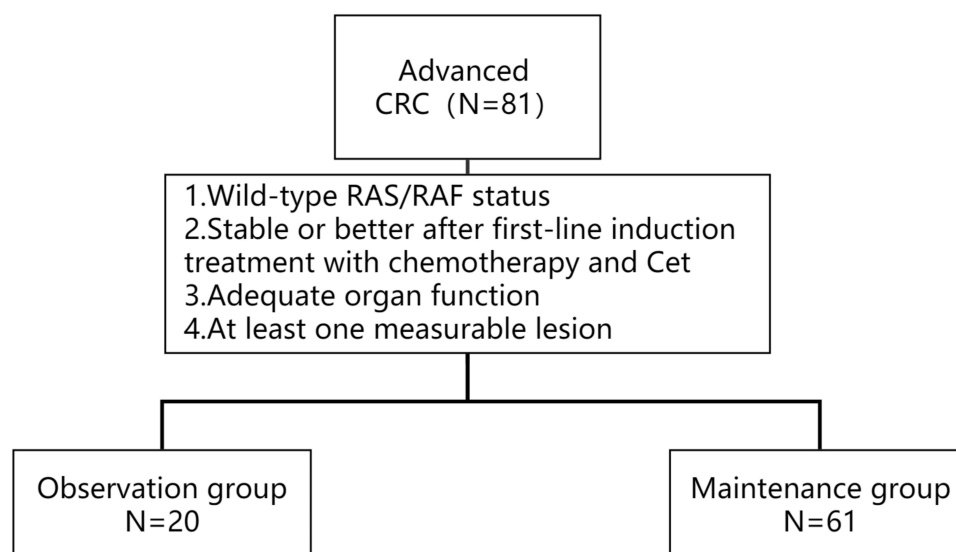 Advanced
CRC（N=81）
1.Wild-type RAS/RAF status
2.Stable or better after first-line induction
treatment with chemotherapy and Cet
3.Adequate organ function
4.At least one measurable lesion
Observation group
N=20
Maintenance group
N=61